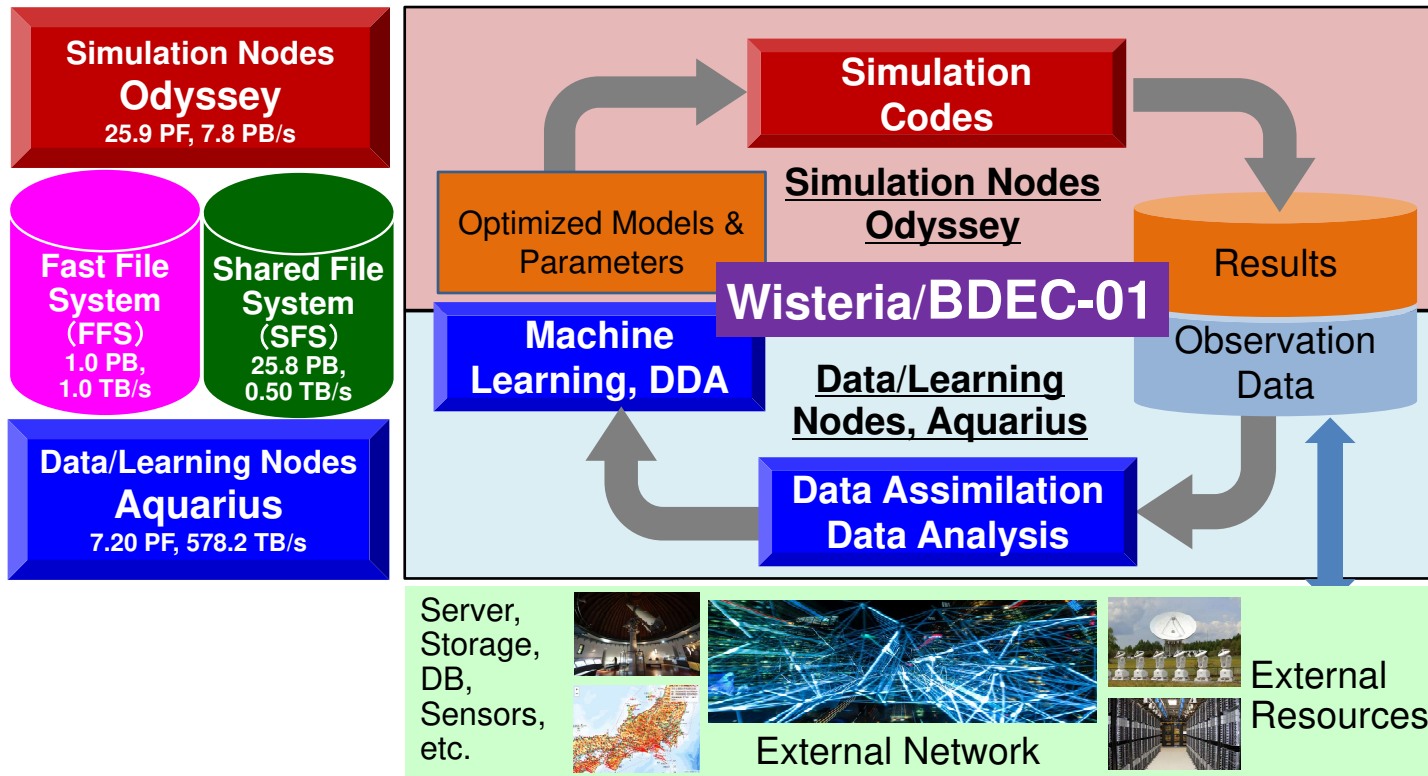 Simulation Nodes
Odyssey
25.9 PF, 7.8 PB/s
Fast File
System
（FFS）
1.0 PB,
1.0 TB/s
Shared File
System
（SFS）
25.8 PB,
0.50 TB/s
Data/Learning Nodes
Aquarius
7.20 PF, 578.2 TB/s
Simulation
Codes
Simulation Nodes
Odyssey
Optimized Models &
Parameters
Results
Wisteria/BDEC-01
Machine
Learning, DDA
Observation
Data
Data/Learning
Nodes, Aquarius
Data Assimilation
Data Analysis
Server,
Storage,
DB,
Sensors,
etc.
External Network
External
Resources